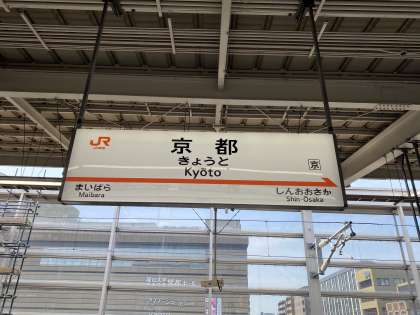 JR
京都
きょうと
Kyōto
京
まいばら
Maibara
しんおおさか
Shin-Ōsaka